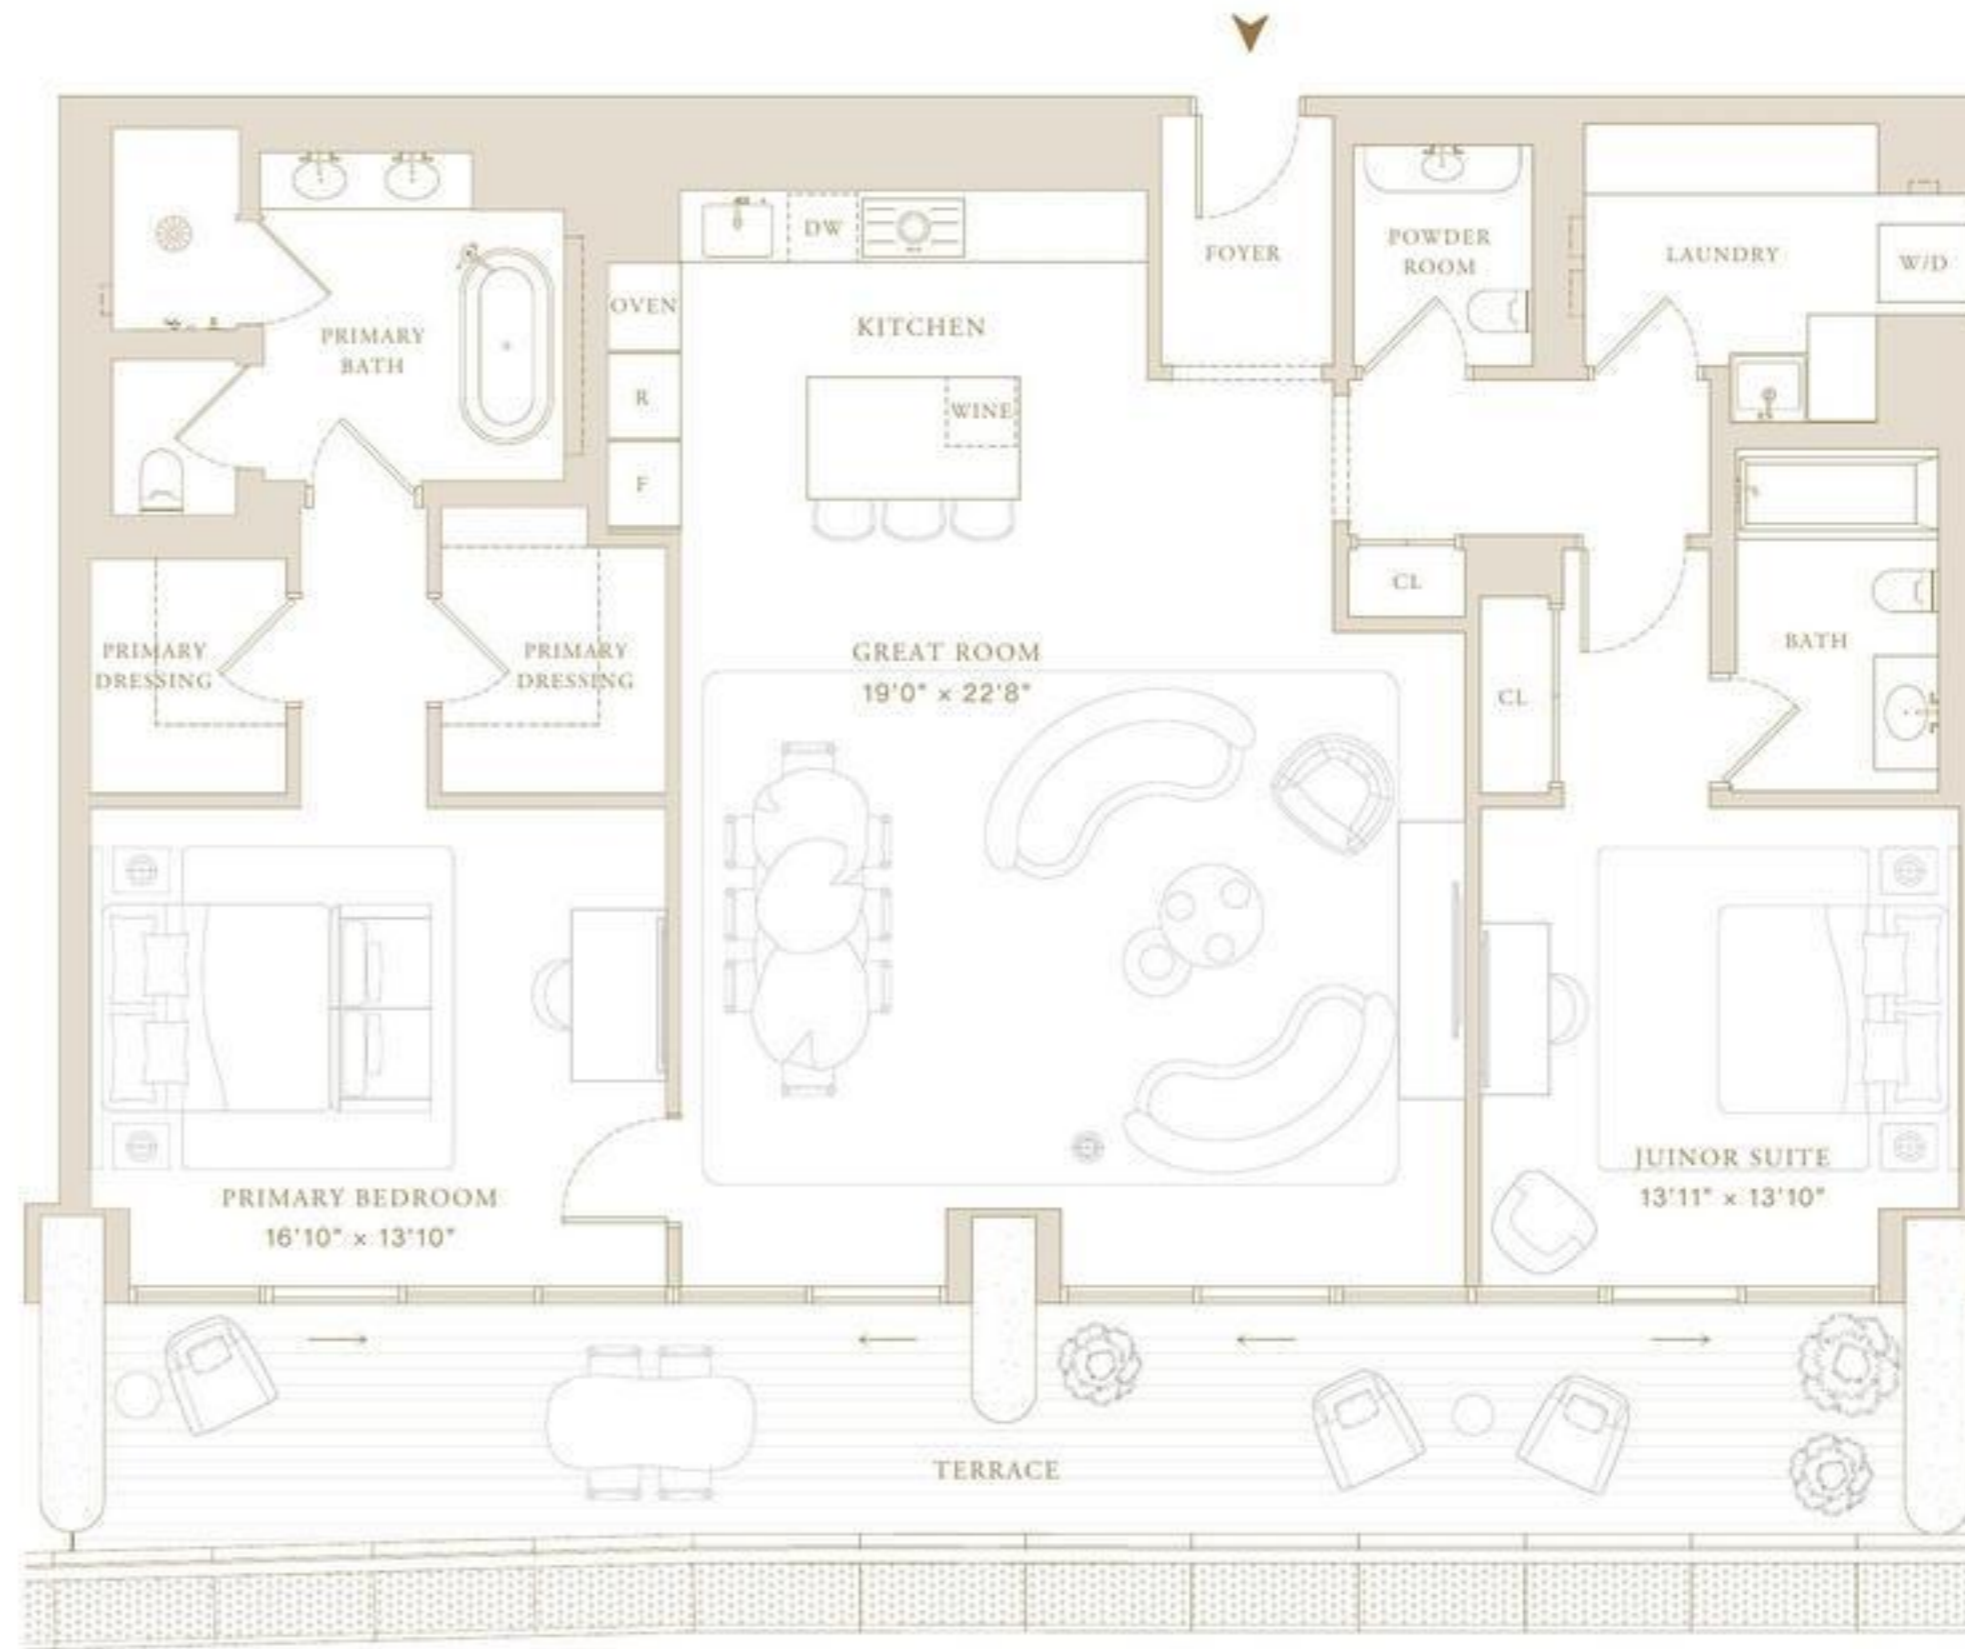 DW
FOYER
POWDER
ROOM
LAUNDRY
W/D
OVEN
KITCHEN
PRIMARY
BATH
R
WINE
F
CL
PRIMARY
DRESSING
PRIMARY
DRESSING
GREAT ROOM
19'0" × 22'8"
CL
BATH
PRIMARY BEDROOM
16'10" × 13'10"
JUINOR SUITE
13'11" × 13'10"
TERRACE